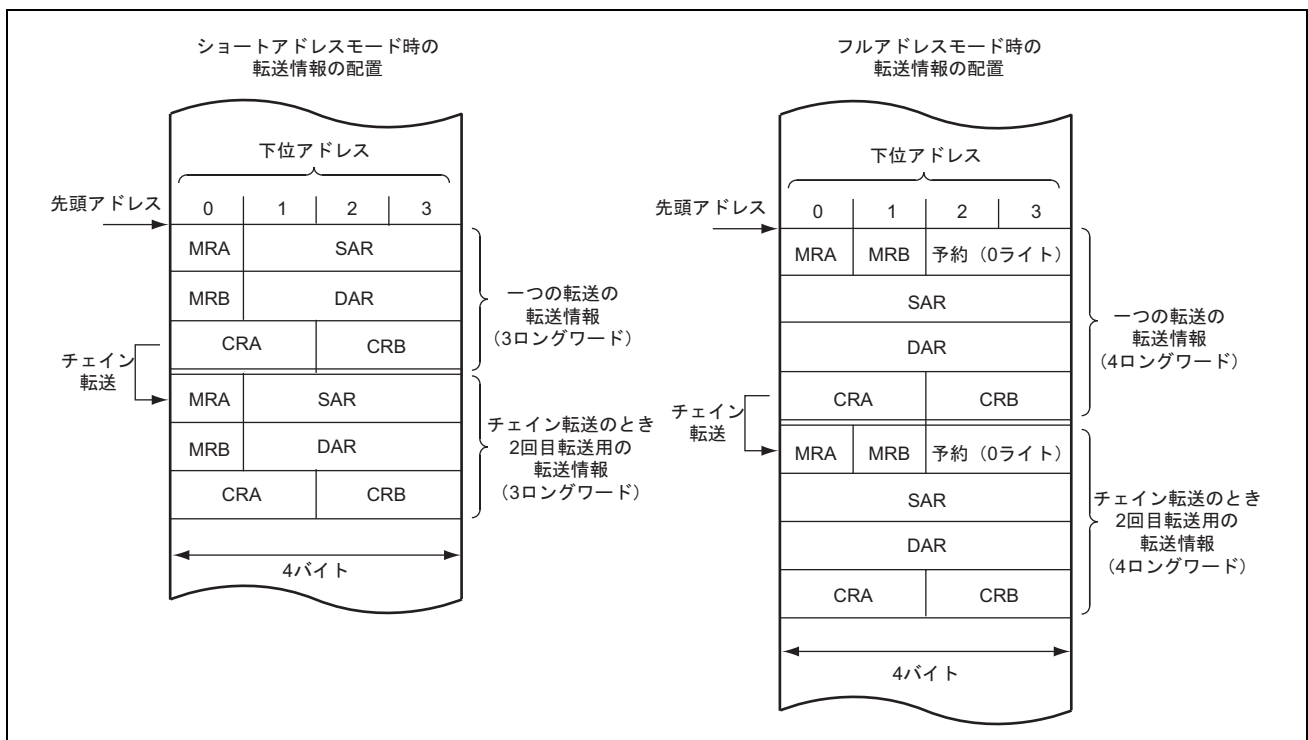 ショートアドレスモード時の
転送情報の配置
下位アドレス
先頭アドレス
0 1 2 3
MRA SAR
MRB DAR
CRA CRB
一つの転送の
転送情報
（3ロングワード）
チェイン
転送
MRA SAR
MRB DAR
CRA CRB
チェイン転送のとき
2回目転送用の
転送情報
（3ロングワード）
4バイト
フルアドレスモード時の
転送情報の配置
下位アドレス
先頭アドレス
0 1 2 3
MRA MRB 予約（0ライト）
SAR
DAR
CRA CRB
一つの転送の
転送情報
（4ロングワード）
チェイン
転送
MRA MRB 予約（0ライト）
SAR
DAR
CRA CRB
チェイン転送のとき
2回目転送用の
転送情報
（4ロングワード）
4バイト